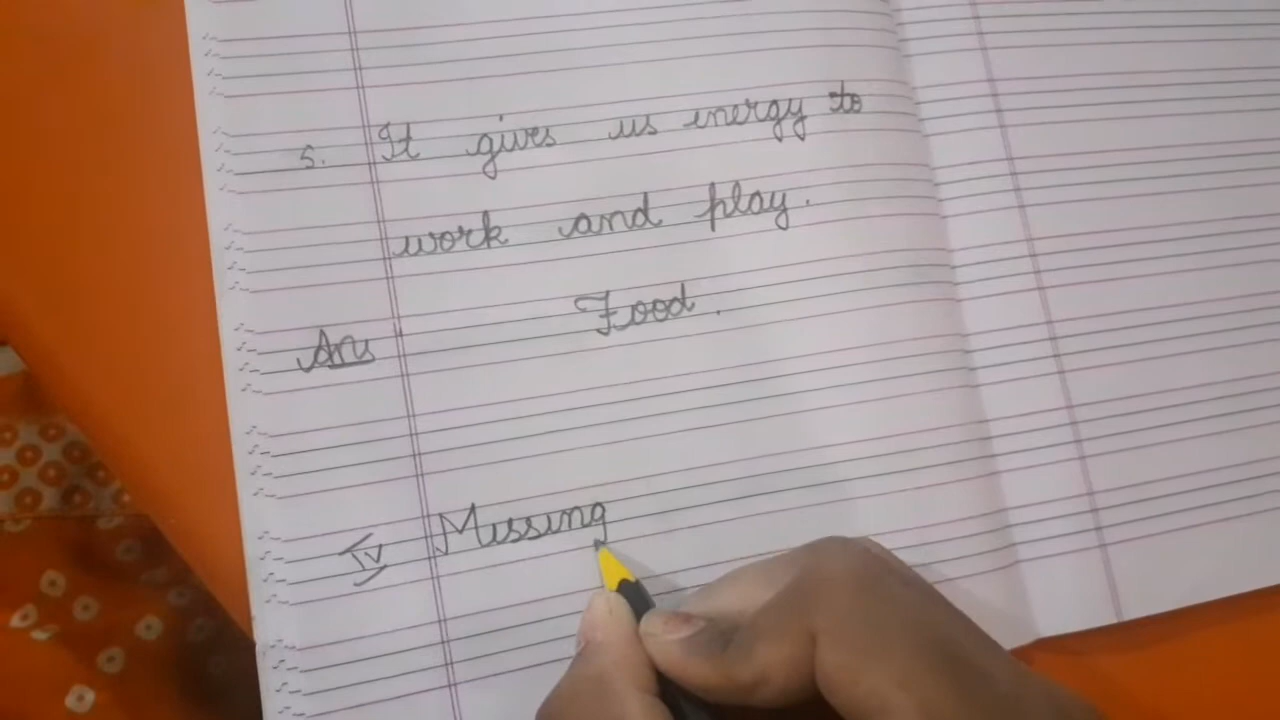 5. It gives us energy to
work and play.
Ans Food.
IV Missing